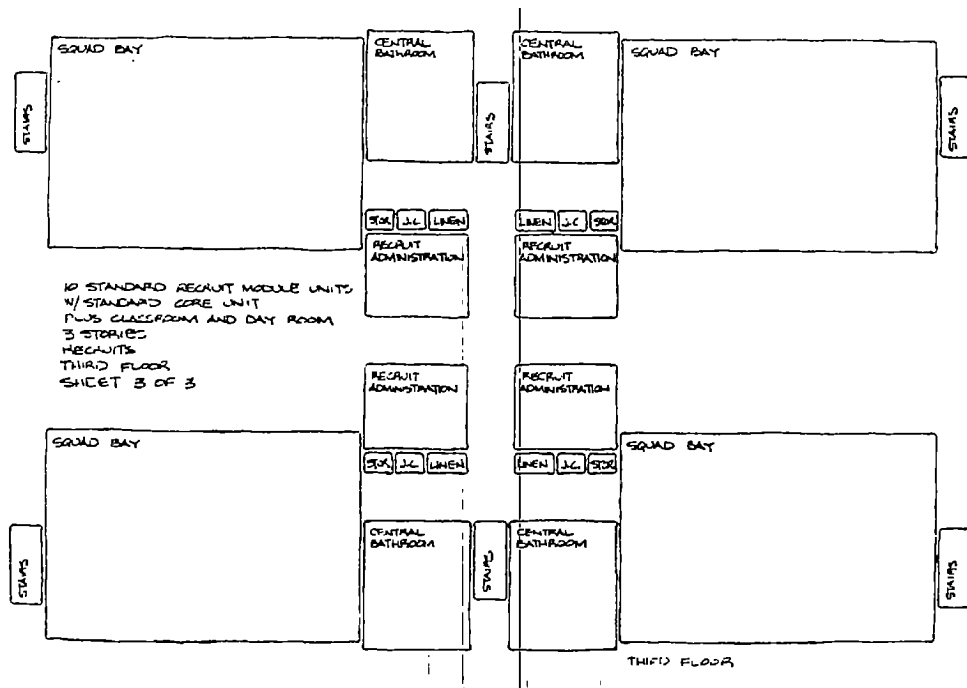 SQUAD BAY
CENTRAL
BATHROOM
CENTRAL
BATHROOM
SQUAD BAY
STAIRS
STAIRS
STAIRS
STOR
J.C.
LINEN
LINEN
J.C
STOR
RECRUIT
ADMINISTRATION
RECRUIT
ADMINISTRATION
10 STANDARD RECRUIT MODULE UNITS
W/ STANDARD CORE UNIT
PLUS CLASSROOM AND DAY ROOM
3 STORIES
RECRUITS
THIRD FLOOR
SHEET 3 OF 3
RECRUIT
ADMINISTRATION
RECRUIT
ADMINISTRATION
SQUAD BAY
SQUAD BAY
STOR
J.C.
LINEN
LINEN
J.C.
STOR
CENTRAL
BATHROOM
CENTRAL
BATHROOM
STAIRS
STAIRS
STAIRS
THIRD FLOOR